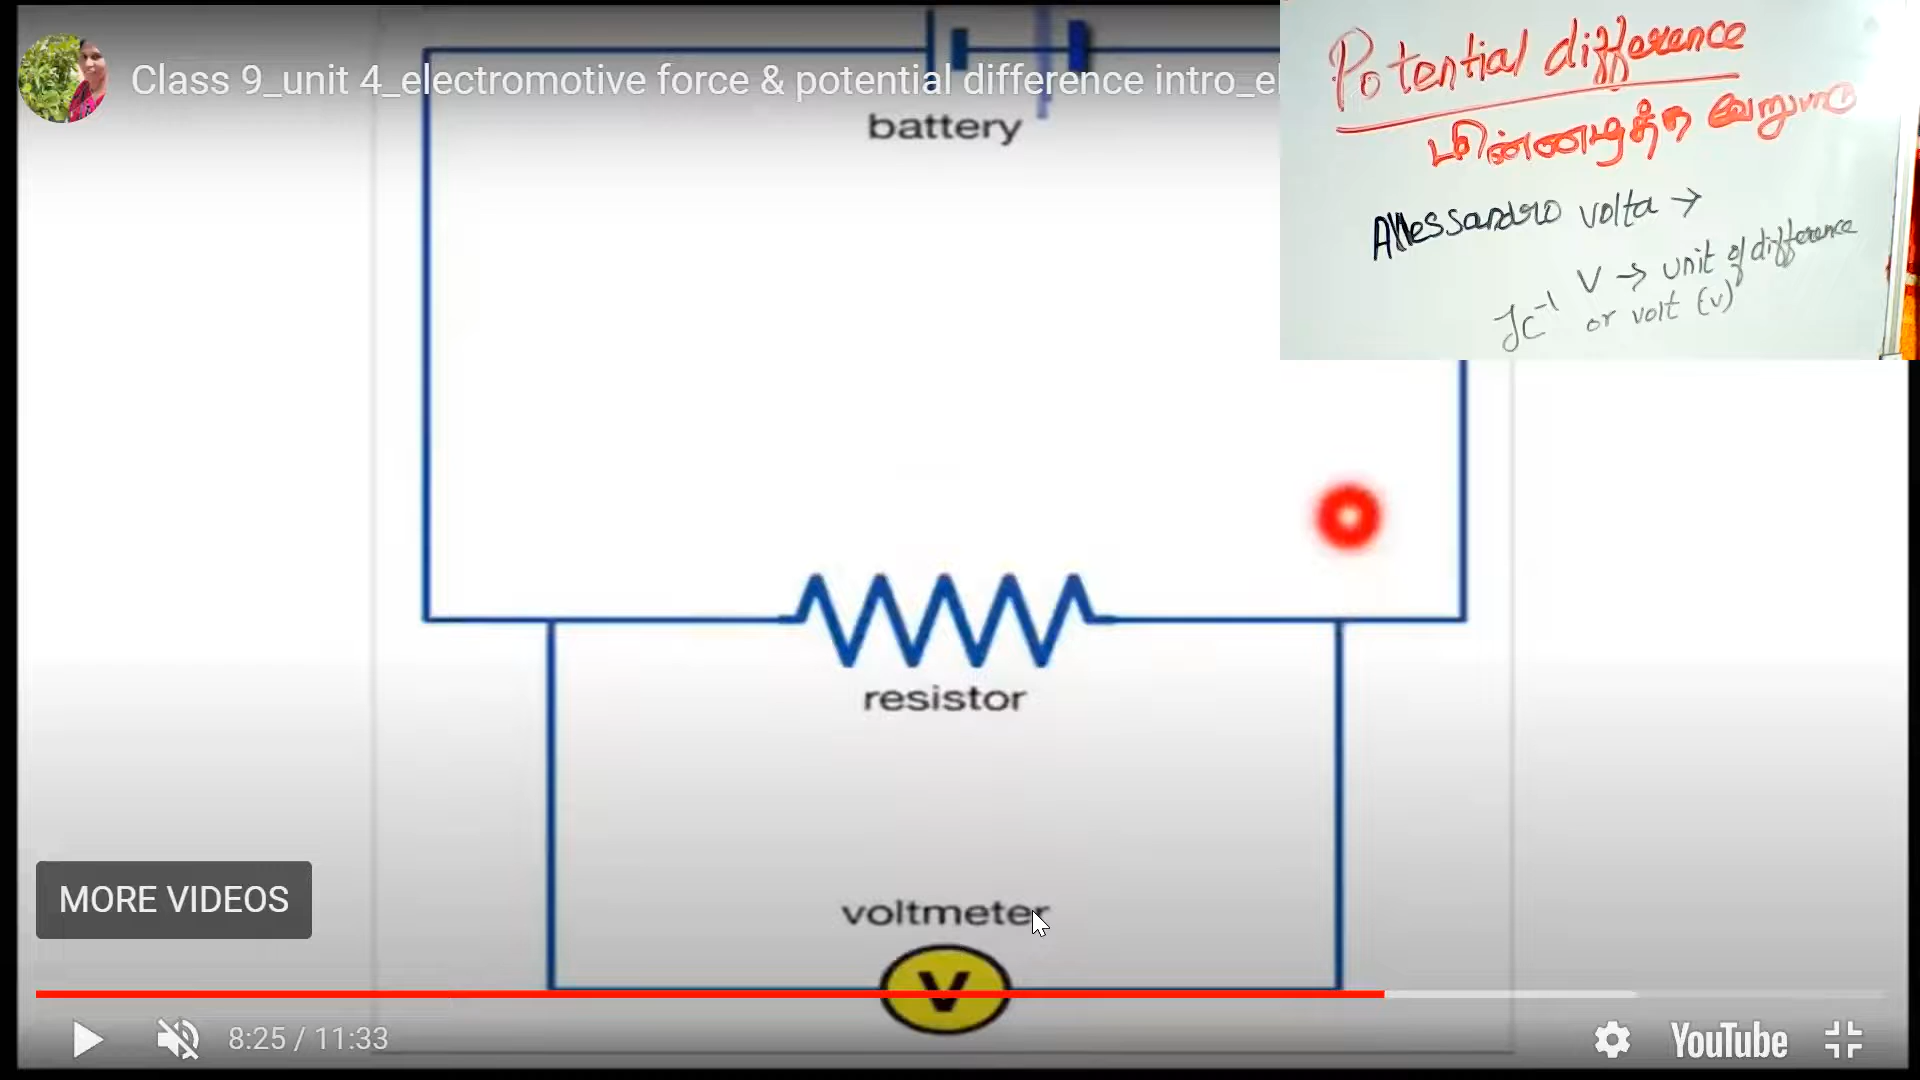 Class 9_unit 4_electromotive force & potential difference intro_el
battery
Potential difference
மின்னழுத்த வேறுபாடு
Allessandro volta →
V → unit of difference
JC⁻¹ or volt (v)
resistor
MORE VIDEOS
voltmeter
V
8:25 / 11:33
YouTube